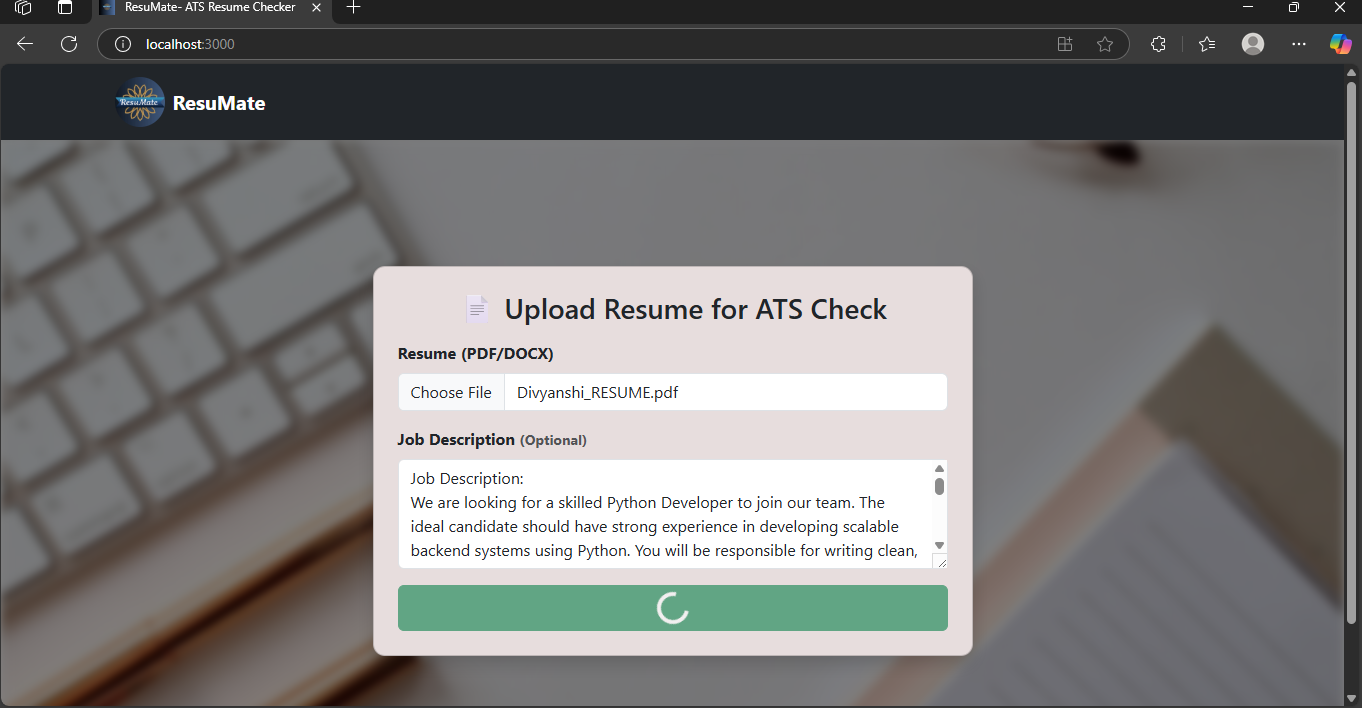 ResuMate- ATS Resume Checker
localhost:3000
ResuMate
ResuMate
Upload Resume for ATS Check
Resume (PDF/DOCX)
Choose File
Divyanshi_RESUME.pdf
Job Description (Optional)
Job Description:
We are looking for a skilled Python Developer to join our team. The
ideal candidate should have strong experience in developing scalable
backend systems using Python. You will be responsible for writing clean,